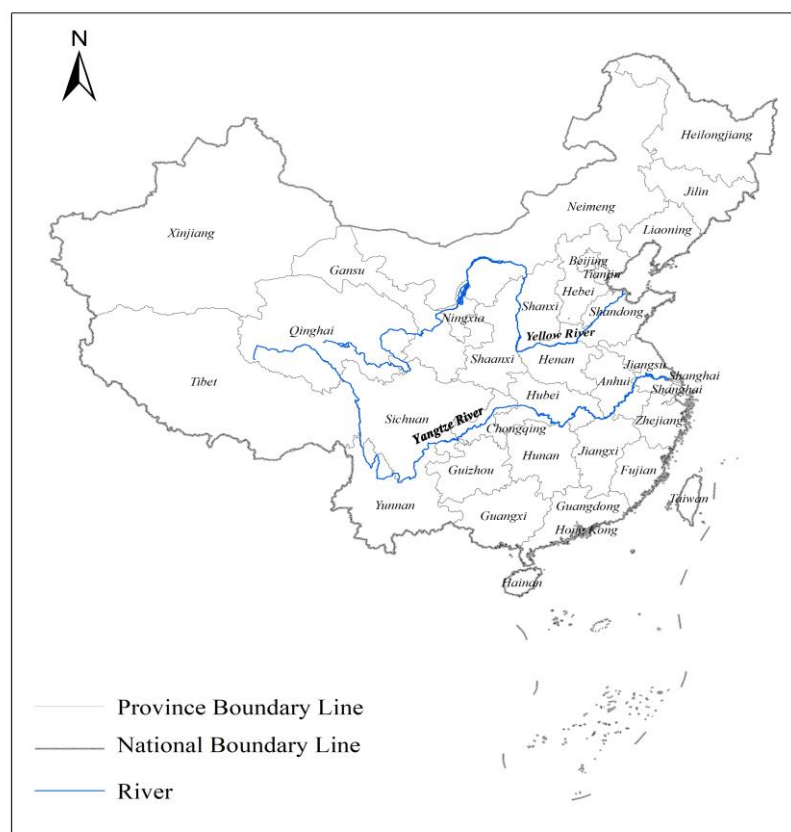 N
Heilongjiang
Jilin
Neimeng
Liaoning
Xinjiang
Beijing
Tianjin
Gansu
Hebei
Shanxi
Shandong
Ningxia
Qinghai
Yellow River
Shaanxi
Henan
Jiangsu
Shanghai
Tibet
Anhui
Shanghai
Sichuan
Hubei
Yangtze River
Chongqing
Zhejiang
Hunan
Jiangxi
Guizhou
Fujian
Yunnan
Taiwan
Guangxi
Guangdong
Hong Kong
Hainan
Province Boundary Line
National Boundary Line
River